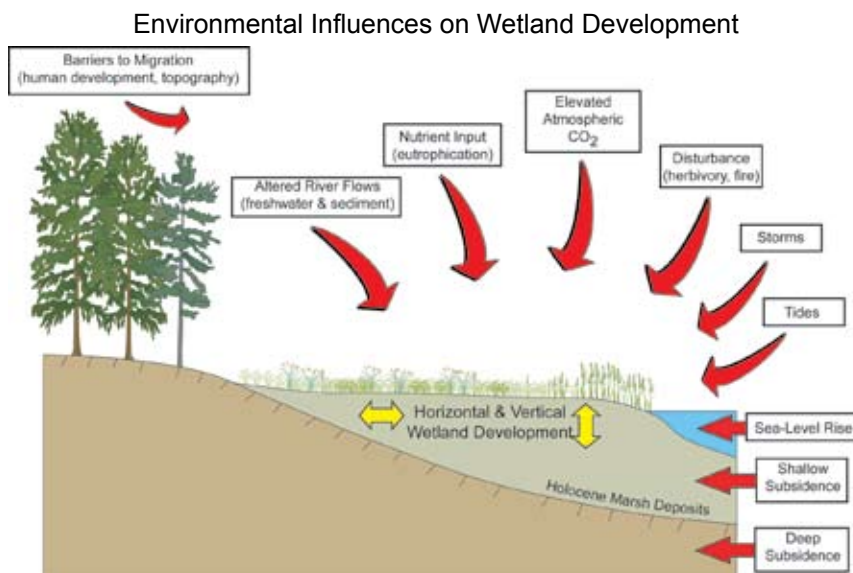 Environmental Influences on Wetland Development
Barriers to Migration
(human development, topography)
Nutrient Input
(eutrophication)
Elevated
Atmospheric
CO2
Disturbance
(herbivory, fire)
Altered River Flows
(freshwater & sediment)
Storms
Tides
Horizontal & Vertical
Wetland Development
Sea-Level Rise
Shallow
Subsidence
Holocene Marsh Deposits
Deep
Subsidence